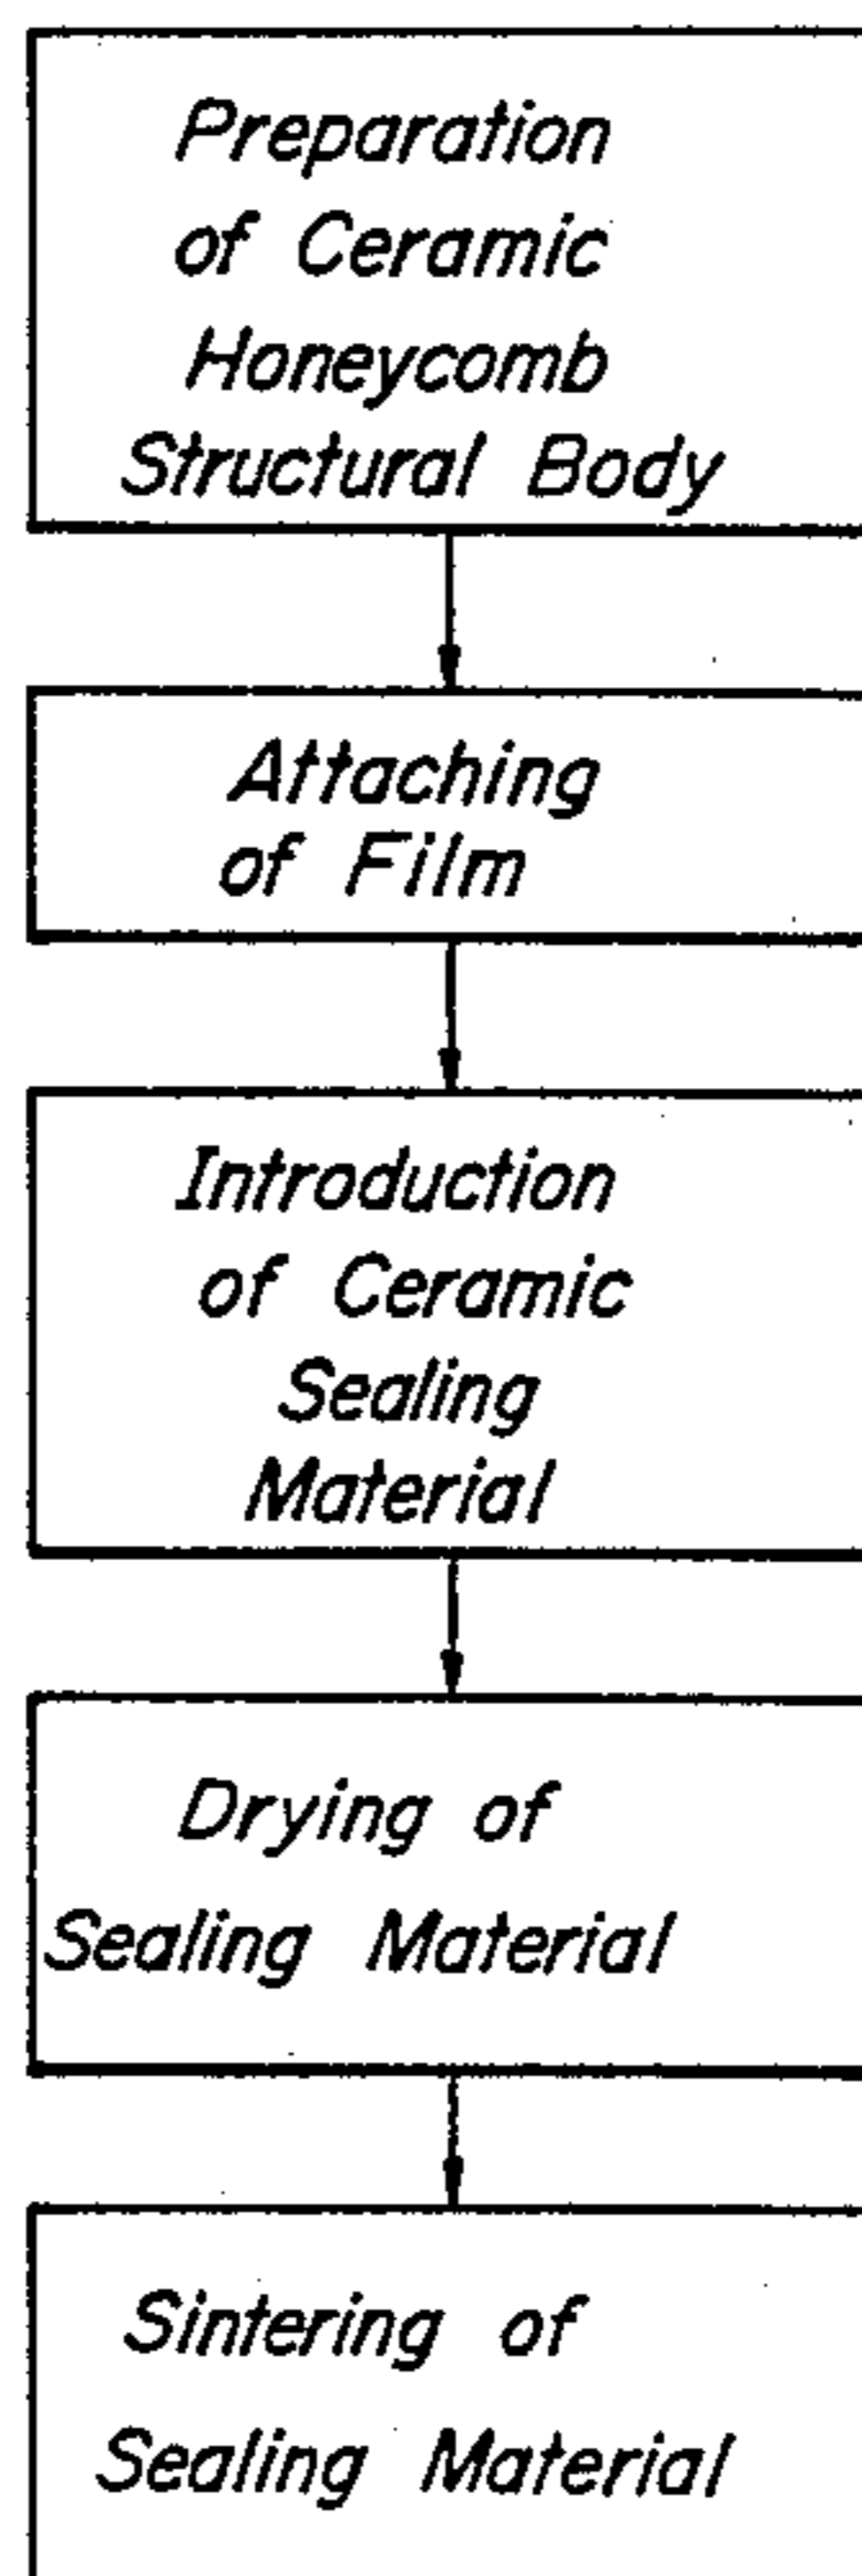 Preparation
of Ceramic
Honeycomb
Structural Body
Attaching
of Film
Introduction
of Ceramic
Sealing
Material
Drying of
Sealing Material
Sintering of
Sealing Material